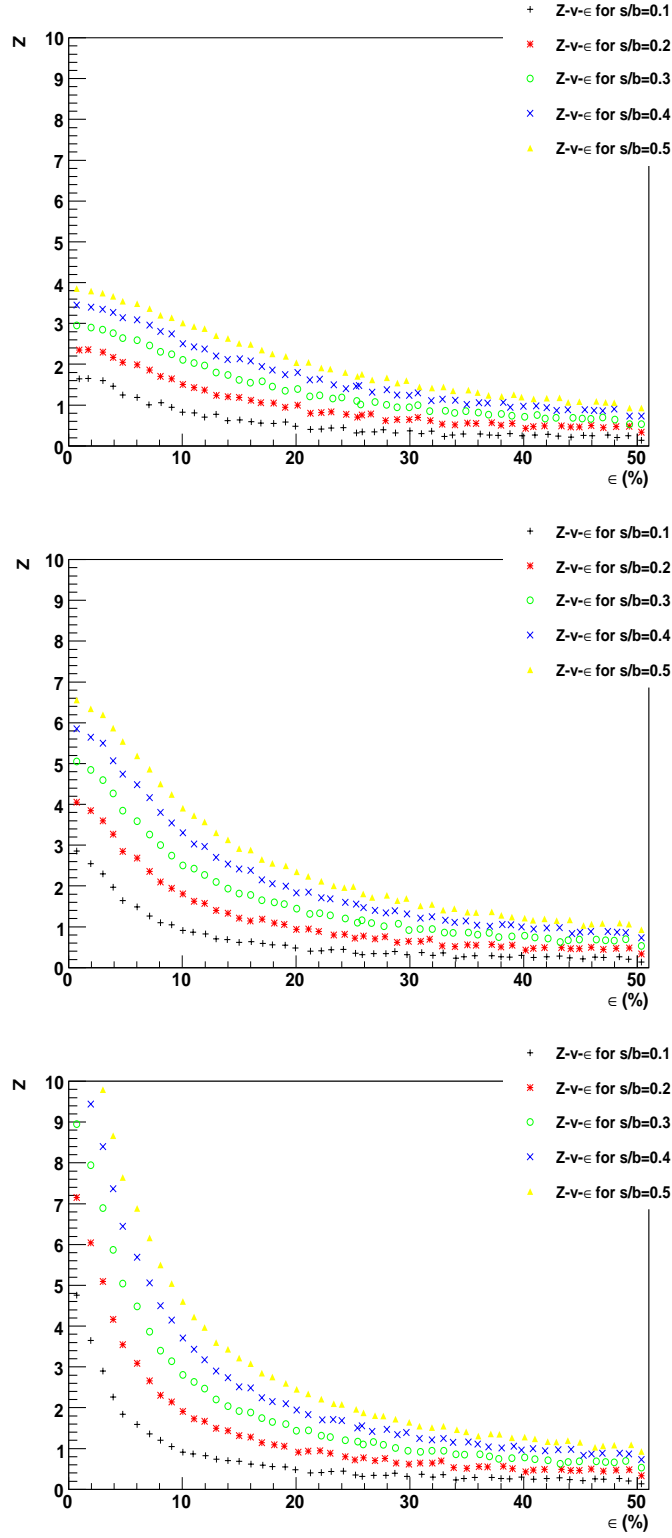 Z-v-∈ for s/b=0.1
Z-v-∈ for s/b=0.2
Z-v-∈ for s/b=0.3
Z-v-∈ for s/b=0.4
Z-v-∈ for s/b=0.5
Z
10
9
8
7
6
5
4
3
2
1
0
0 10 20 30 40 50
∈ (%)
Z-v-∈ for s/b=0.1
Z-v-∈ for s/b=0.2
Z-v-∈ for s/b=0.3
Z-v-∈ for s/b=0.4
Z-v-∈ for s/b=0.5
Z
10
9
8
7
6
5
4
3
2
1
0
0 10 20 30 40 50
∈ (%)
Z-v-∈ for s/b=0.1
Z-v-∈ for s/b=0.2
Z-v-∈ for s/b=0.3
Z-v-∈ for s/b=0.4
Z-v-∈ for s/b=0.5
Z
10
9
8
7
6
5
4
3
2
1
0
0 10 20 30 40 50
∈ (%)